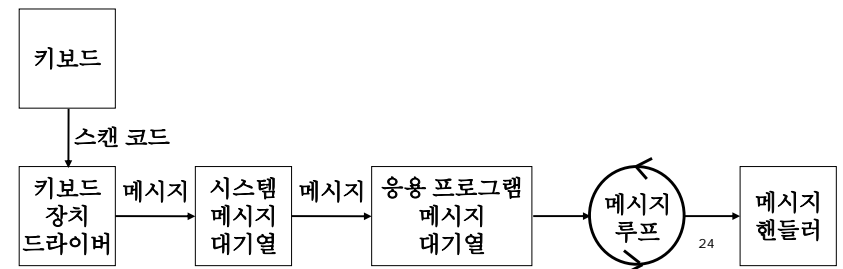 키보드
스캔 코드
키보드
장치
드라이버
메시지
시스템
메시지
대기열
메시지
응용 프로그램
메시지
대기열
메시지
루프
24
메시지
핸들러